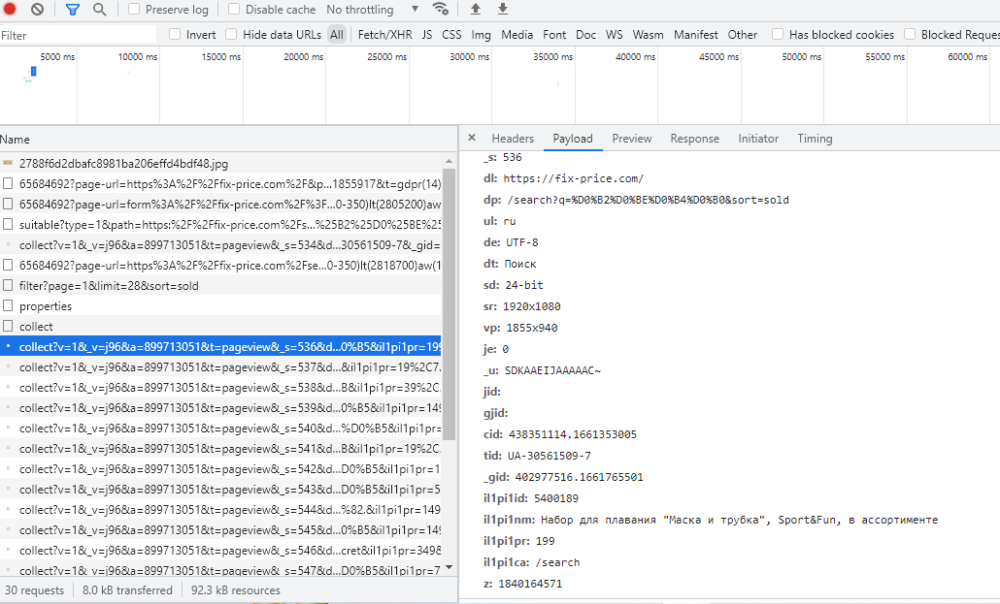 Preserve log Disable cache No throttling
Filter Invert Hide data URLs All Fetch/XHR JS CSS Img Media Font Doc WS Wasm Manifest Other Has blocked cookies Blocked Reques
5000 ms 10000 ms 15000 ms 20000 ms 25000 ms 30000 ms 35000 ms 40000 ms 45000 ms 50000 ms 55000 ms 60000 ms
Name
2788f6d2dbafc8981ba206effd4bdf48.jpg
65684692?page-url=https%3A%2F%2Ffix-price.com%2F&p...1855917&t=gdpr(14)
65684692?page-url=form%3A%2F%2Ffix-price.com%2F%3F...0-350)lt(2805200)aw
suitable?type=1&path=https:%2F%2Ffix-price.com%2Fs...%25B2%25D0%25BE%25
collect?v=1&_v=j96&a=899713051&t=pageview&_s=534&d...30561509-7&_gid=
65684692?page-url=https%3A%2F%2Ffix-price.com%2Fse...0-350)lt(2818700)aw(1
filter?page=1&limit=28&sort=sold
properties
collect
collect?v=1&_v=j96&a=899713051&t=pageview&_s=536&d...0%B5&il1pi1pr=199
collect?v=1&_v=j96&a=899713051&t=pageview&_s=537&d...&il1pi1pr=19%2C7.
collect?v=1&_v=j96&a=899713051&t=pageview&_s=538&d...B&il1pi1pr=39%2C.
collect?v=1&_v=j96&a=899713051&t=pageview&_s=539&d...0%B5&il1pi1pr=149
collect?v=1&_v=j96&a=899713051&t=pageview&_s=540&d...%D0%B5&il1pi1pr=
collect?v=1&_v=j96&a=899713051&t=pageview&_s=541&d...B&il1pi1pr=19%2C.
collect?v=1&_v=j96&a=899713051&t=pageview&_s=542&d...D0%B5&il1pi1pr=1
collect?v=1&_v=j96&a=899713051&t=pageview&_s=543&d...D0%B5&il1pi1pr=5
collect?v=1&_v=j96&a=899713051&t=pageview&_s=544&d...%82.&il1pi1pr=149
collect?v=1&_v=j96&a=899713051&t=pageview&_s=545&d...0%B5&il1pi1pr=149
collect?v=1&_v=j96&a=899713051&t=pageview&_s=546&d...cret&il1pi1pr=349&
collect?v=1&_v=j96&a=899713051&t=pageview&_s=547&d...D0%B5&il1pi1pr=7
30 requests 8.0 kB transferred 92.3 kB resources
Headers Payload Preview Response Initiator Timing
_s: 536
dl: https://fix-price.com/
dp: /search?q=%D0%B2%D0%BE%D0%B4%D0%B0&sort=sold
ul: ru
de: UTF-8
dt: Поиск
sd: 24-bit
sr: 1920x1080
vp: 1855x940
je: 0
_u: SDKAAEIJAAAAAC~
jid:
gjid:
cid: 438351114.1661353005
tid: UA-30561509-7
_gid: 402977516.1661765501
il1pi1id: 5400189
il1pi1nm: Набор для плавания "Маска и трубка", Sport&Fun, в ассортименте
il1pi1pr: 199
il1pi1ca: /search
z: 1840164571